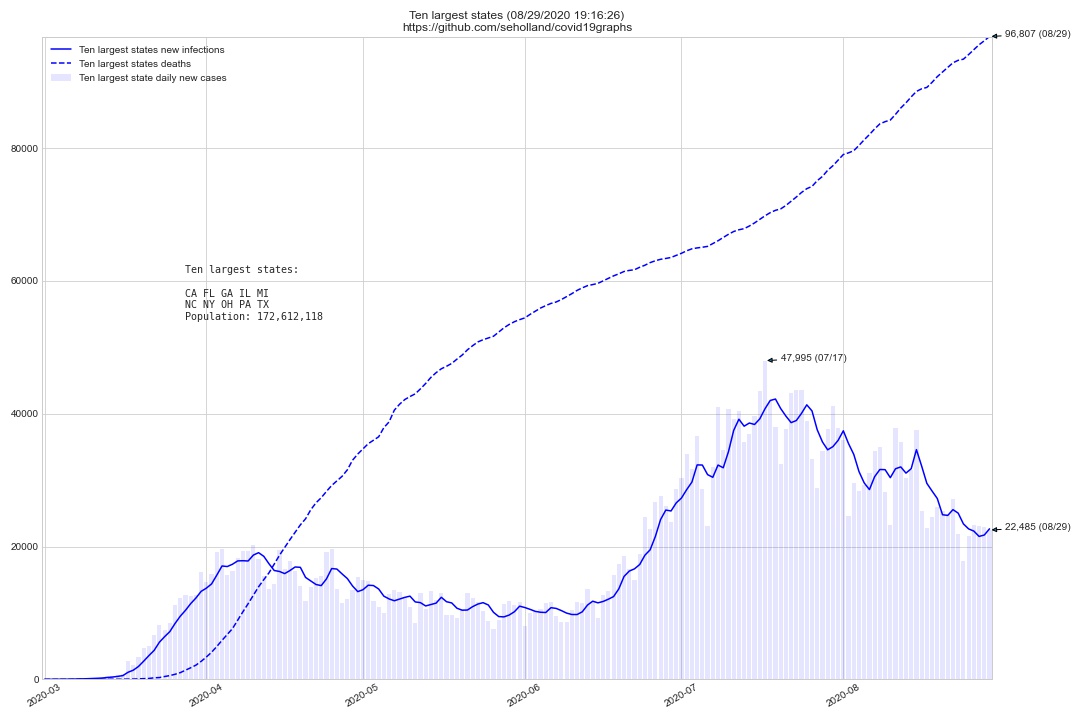 Ten largest states (08/29/2020 19:16:26)
https://github.com/seholland/covid19graphs
96,807 (08/29)
Ten largest states new infections
Ten largest states deaths
Ten largest state daily new cases
80000
Ten largest states:
60000
CA FL GA IL MI
NC NY OH PA TX
Population: 172,612,118
47,995 (07/17)
40000
22,485 (08/29)
20000
0
2020-03
2020-04
2020-05
2020-06
2020-07
2020-08